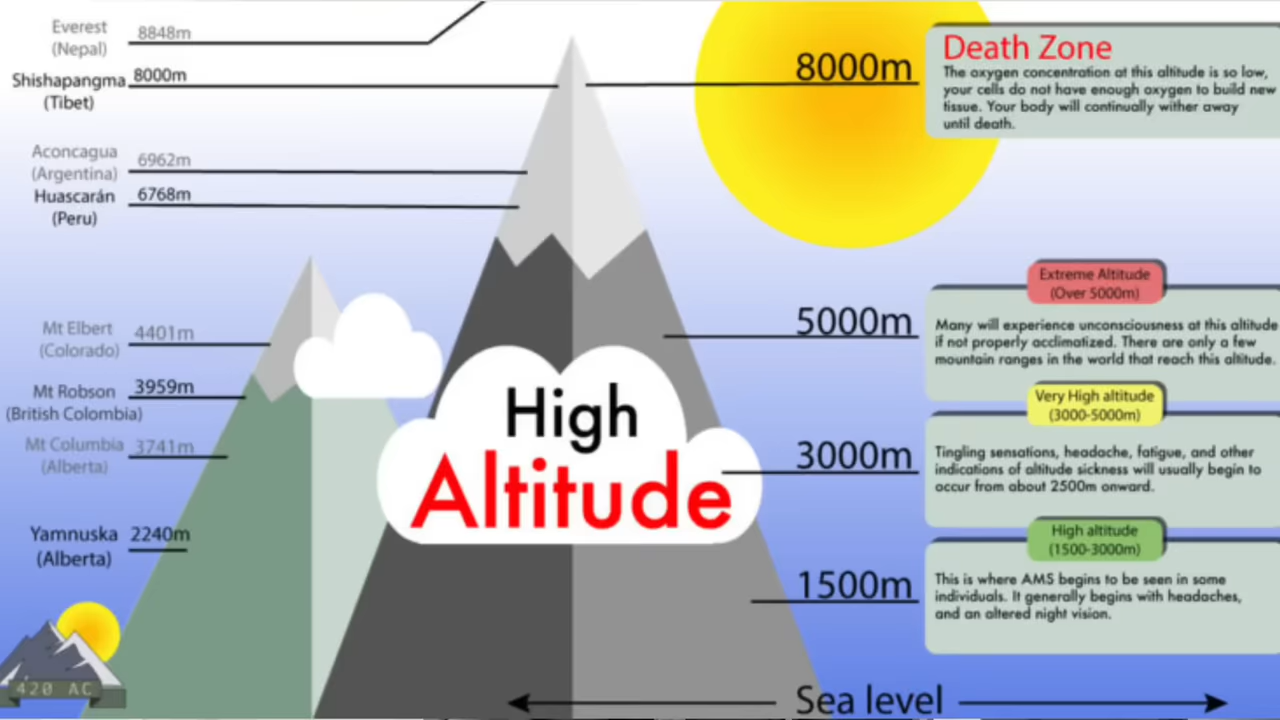 Everest
(Nepal)
8848m
Shishapangma
(Tibet)
8000m
Aconcagua
(Argentina)
6962m
Huascarán
(Peru)
6768m
Mt Elbert
(Colorado)
4401m
Mt Robson
(British Colombia)
3959m
Mt Columbia
(Alberta)
3741m
Yamnuska
(Alberta)
2240m
420 AC
High
Altitude
8000m
5000m
3000m
1500m
Sea level
Death Zone
The oxygen concentration at this altitude is so low,
your cells do not have enough oxygen to build new
tissue. Your body will continually wither away
until death.
Extreme Altitude
(Over 5000m)
Many will experience unconsciousness at this altitude
if not properly acclimatized. There are only a few
mountain ranges in the world that reach this altitude.
Very High altitude
(3000-5000m)
Tingling sensations, headache, fatigue, and other
indications of altitude sickness will usually begin to
occur from about 2500m onward.
High altitude
(1500-3000m)
This is where AMS begins to be seen in some
individuals. It generally begins with headaches,
and an altered night vision.